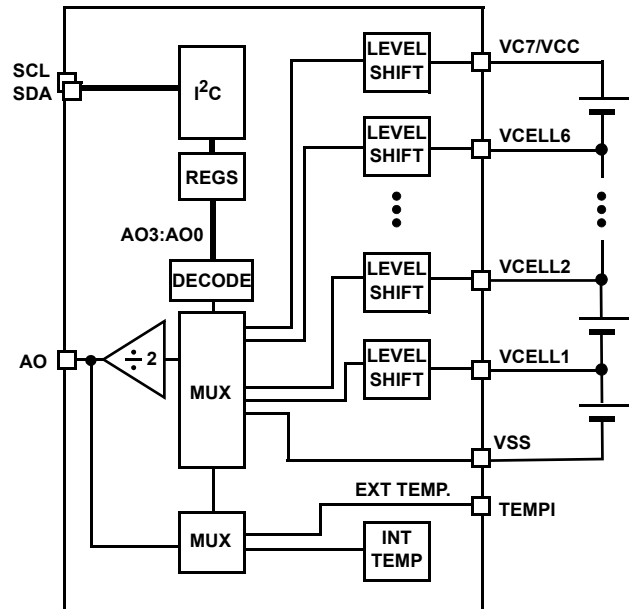 SCL
SDA
I²C
LEVEL
SHIFT
VC7/VCC
LEVEL
SHIFT
VCELL6
REGS
AO3:AO0
DECODE
LEVEL
SHIFT
VCELL2
AO
÷ 2
MUX
LEVEL
SHIFT
VCELL1
VSS
EXT TEMP.
TEMPI
MUX
INT
TEMP